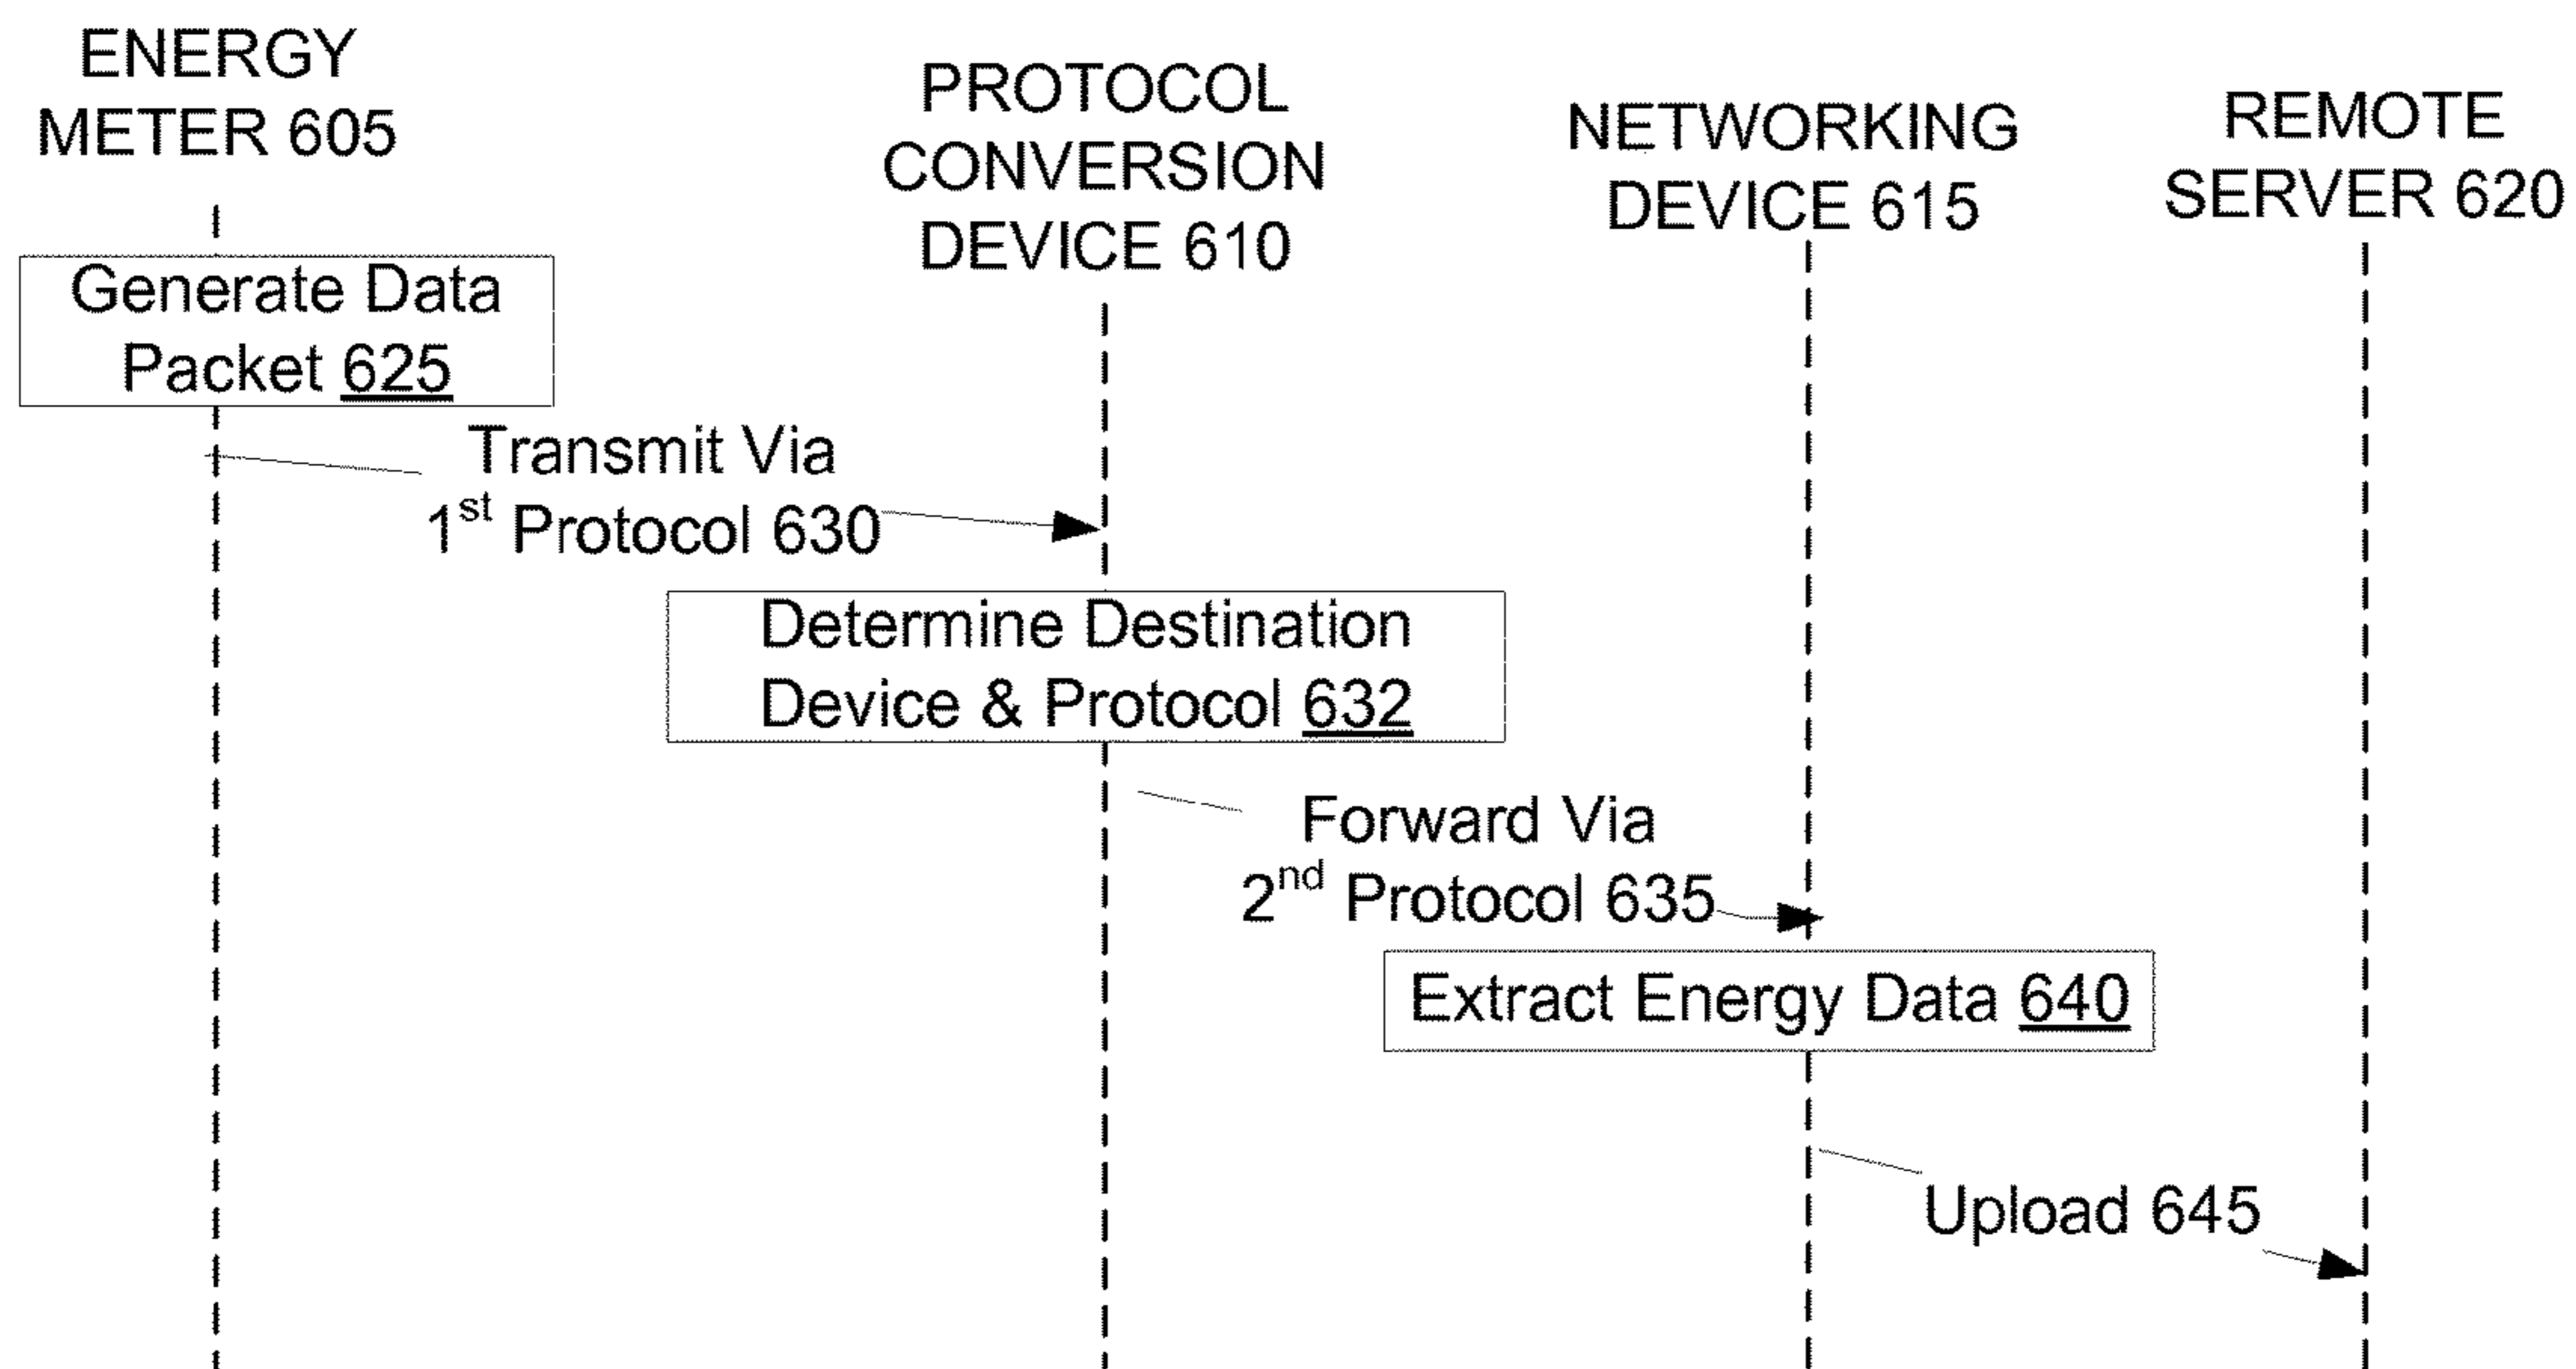 ENERGY
METER 605
PROTOCOL
CONVERSION
DEVICE 610
NETWORKING
DEVICE 615
REMOTE
SERVER 620
Generate Data
Packet 625
Transmit Via
1st Protocol 630
Determine Destination
Device & Protocol 632
Forward Via
2nd Protocol 635
Extract Energy Data 640
Upload 645